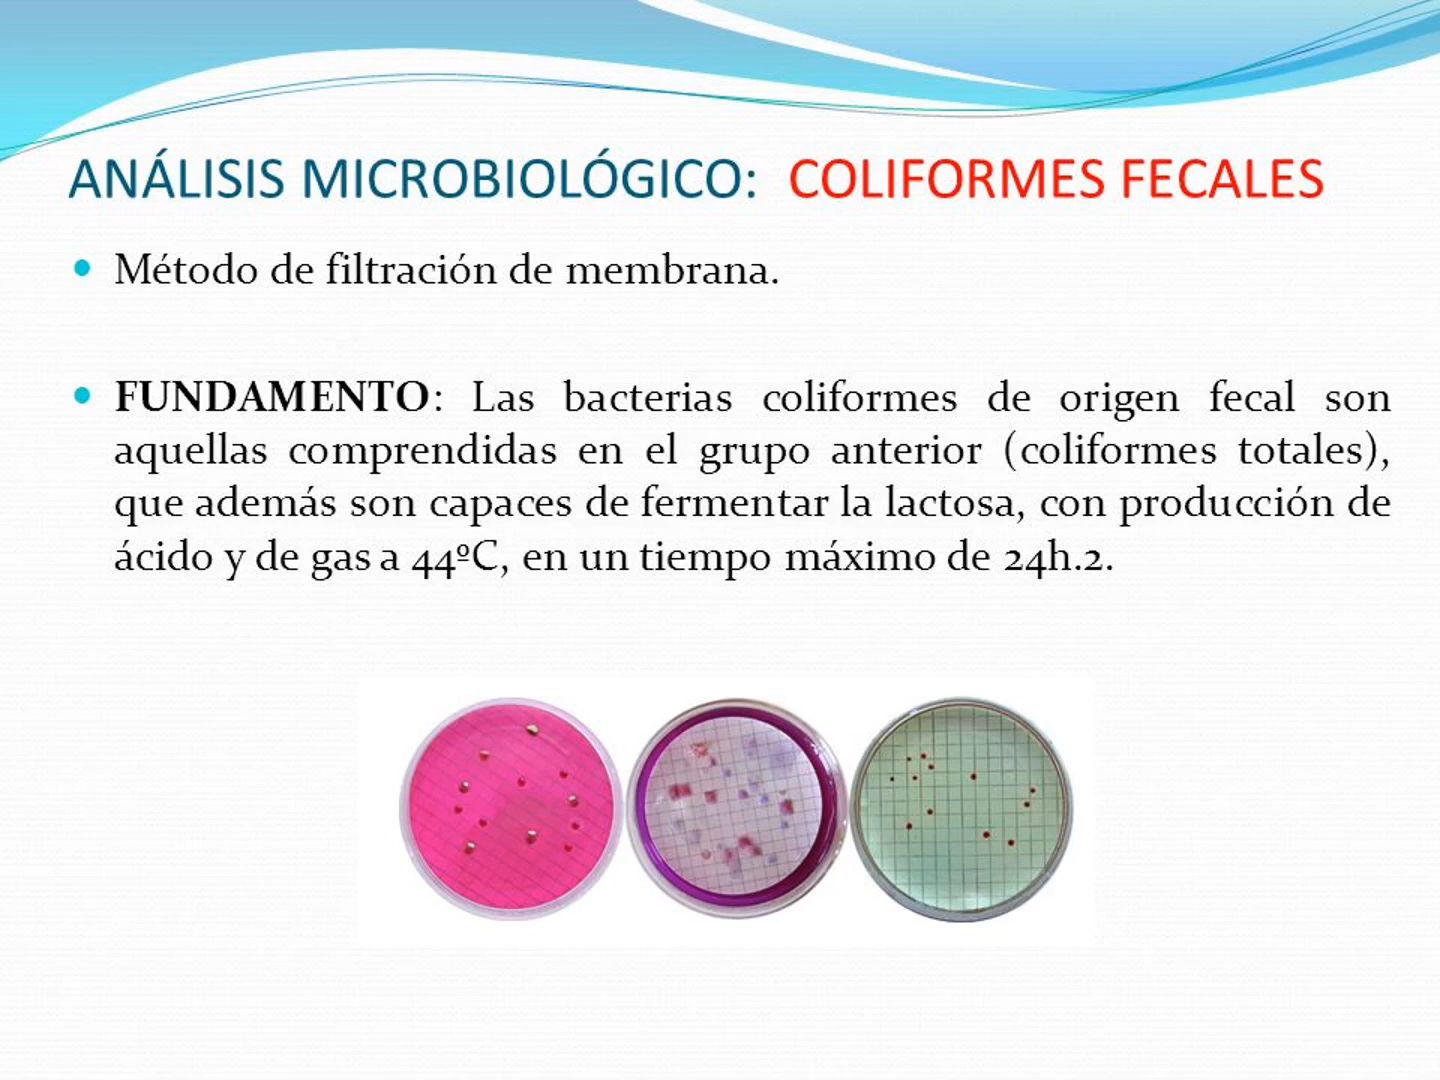 ANÁLISIS MICROBIOLÓGICO: COLIFORMES FECALES
• Método de filtración de membrana.
• FUNDAMENTO: Las bacterias coliformes de origen fecal son
aquellas comprendidas en el grupo anterior (coliformes totales),
que además son capaces de fermentar la lactosa, con producción de
ácido y de gas a 44ºC, en un tiempo máximo de 24h.2.